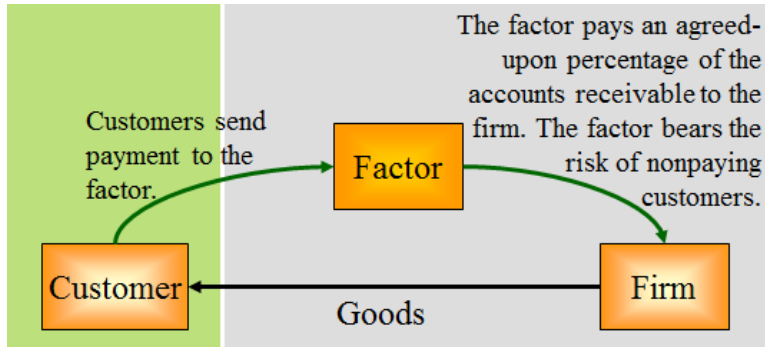 The factor pays an agreed-
upon percentage of the
accounts receivable to the
firm. The factor bears the
risk of nonpaying
customers.
Customers send
payment to the
factor.
Factor
Customer
Firm
Goods